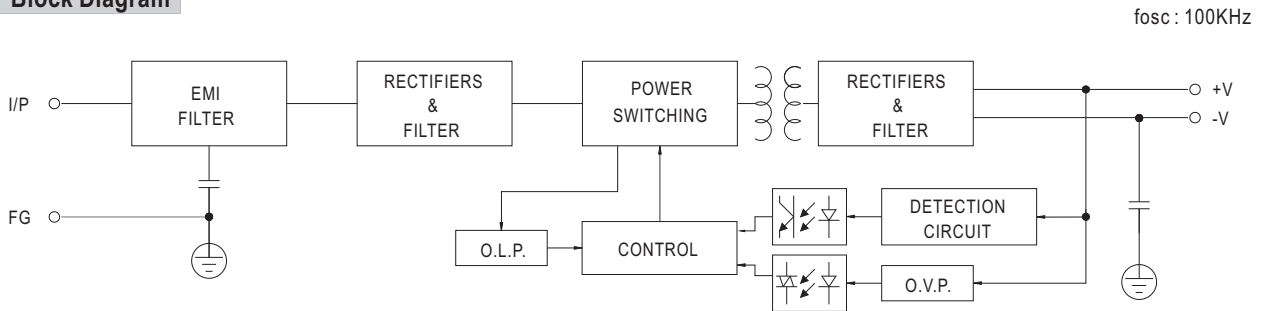 Block Diagram
fosc : 100KHz
I/P
EMI
FILTER
RECTIFIERS
&
FILTER
POWER
SWITCHING
RECTIFIERS
&
FILTER
+V
-V
FG
O.L.P.
CONTROL
DETECTION
CIRCUIT
O.V.P.